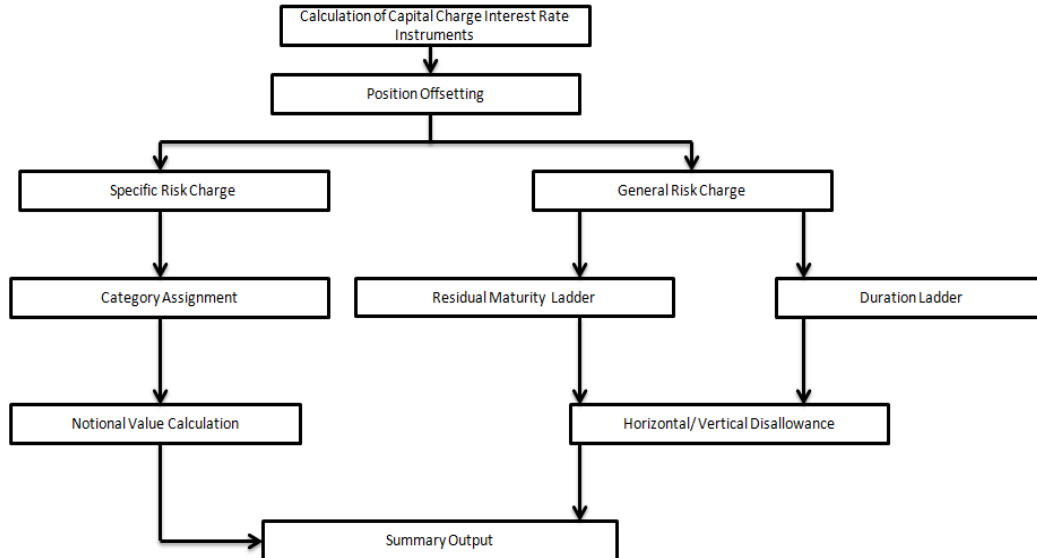 Calculation of Capital Charge Interest Rate
Instruments
Position Offsetting
Specific Risk Charge
General Risk Charge
Category Assignment
Residual Maturity Ladder
Duration Ladder
Notional Value Calculation
Horizontal/ Vertical Disallowance
Summary Output